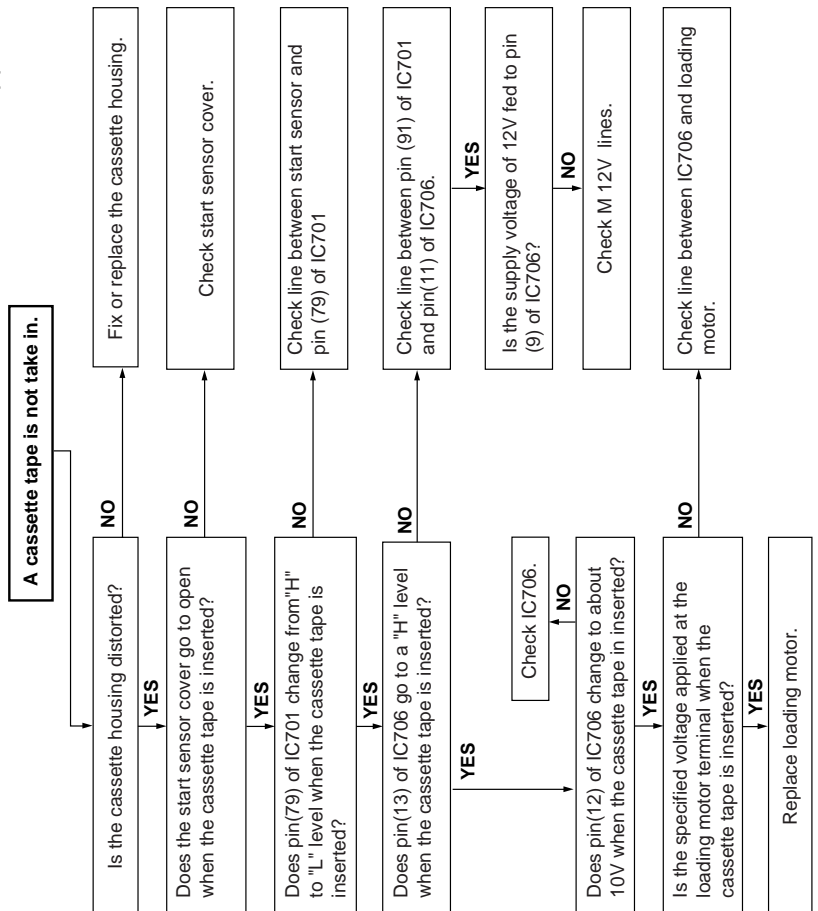 A cassette tape is not take in.
Is the cassette housing distorted?
NO
Fix or replace the cassette housing.
YES
Does the start sensor cover go to open
when the cassette tape is inserted?
NO
Check start sensor cover.
YES
Does pin(79) of IC701 change from"H"
to "L" level when the cassette tape is
inserted?
NO
Check line between start sensor and
pin (79) of IC701
YES
Does pin(13) of IC706 go to a "H" level
when the cassette tape is inserted?
NO
Check line between pin (91) of IC701
and pin(11) of IC706.
YES
Is the supply voltage of 12V fed to pin
(9) of IC706?
NO
Check M 12V lines.
YES
Check IC706.
NO
Does pin(12) of IC706 change to about
10V when the cassette tape in inserted?
YES
Is the specified voltage applied at the
loading motor terminal when the
cassette tape is inserted?
NO
Check line between IC706 and loading
motor.
YES
Replace loading motor.